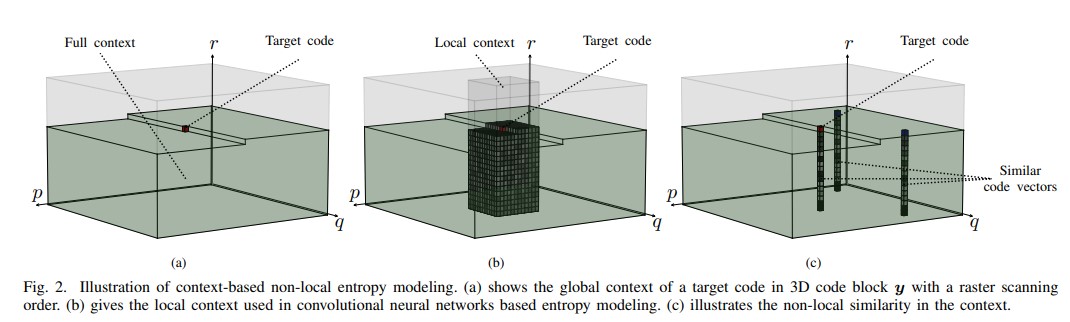 Full context r Target code
p
q
(a)
Local context r Target code
p
q
(b)
r Target code
p
Similar
code vectors
q
(c)
Fig. 2. Illustration of context-based non-local entropy modeling. (a) shows the global context of a target code in 3D code block y with a raster scanning
order. (b) gives the local context used in convolutional neural networks based entropy modeling. (c) illustrates the non-local similarity in the context.